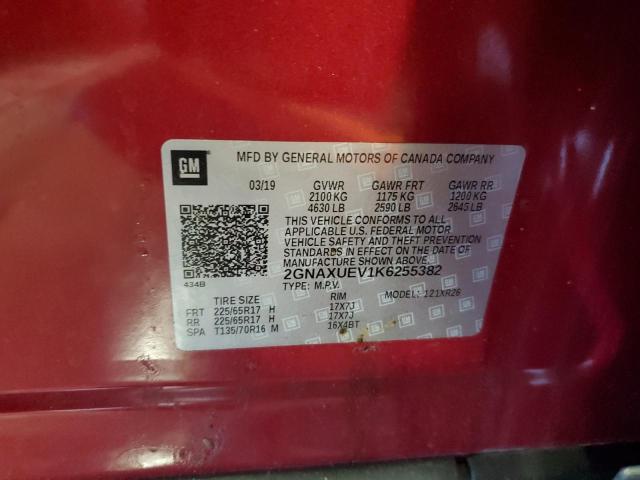 GM
MFD BY GENERAL MOTORS OF CANADA COMPANY
03/19 GVWR GAWR FRT GAWR RR
2100 KG 1175 KG 1200 KG
4630 LB 2590 LB 2645 LB
THIS VEHICLE CONFORMS TO ALL
APPLICABLE U.S. FEDERAL MOTOR
VEHICLE SAFETY AND THEFT PREVENTION
STANDARDS IN EFFECT ON THE DATE OF
MANUFACTURE SHOWN ABOVE.
2GNAXUEV1K6255382
434B
TYPE: M.P.V. MODEL: 1Z1XR26
TIRE SIZE RIM
FRT 225/65R17 H 17X7J
RR 225/65R17 H 17X7J
SPA T135/70R16 M 16X4BT